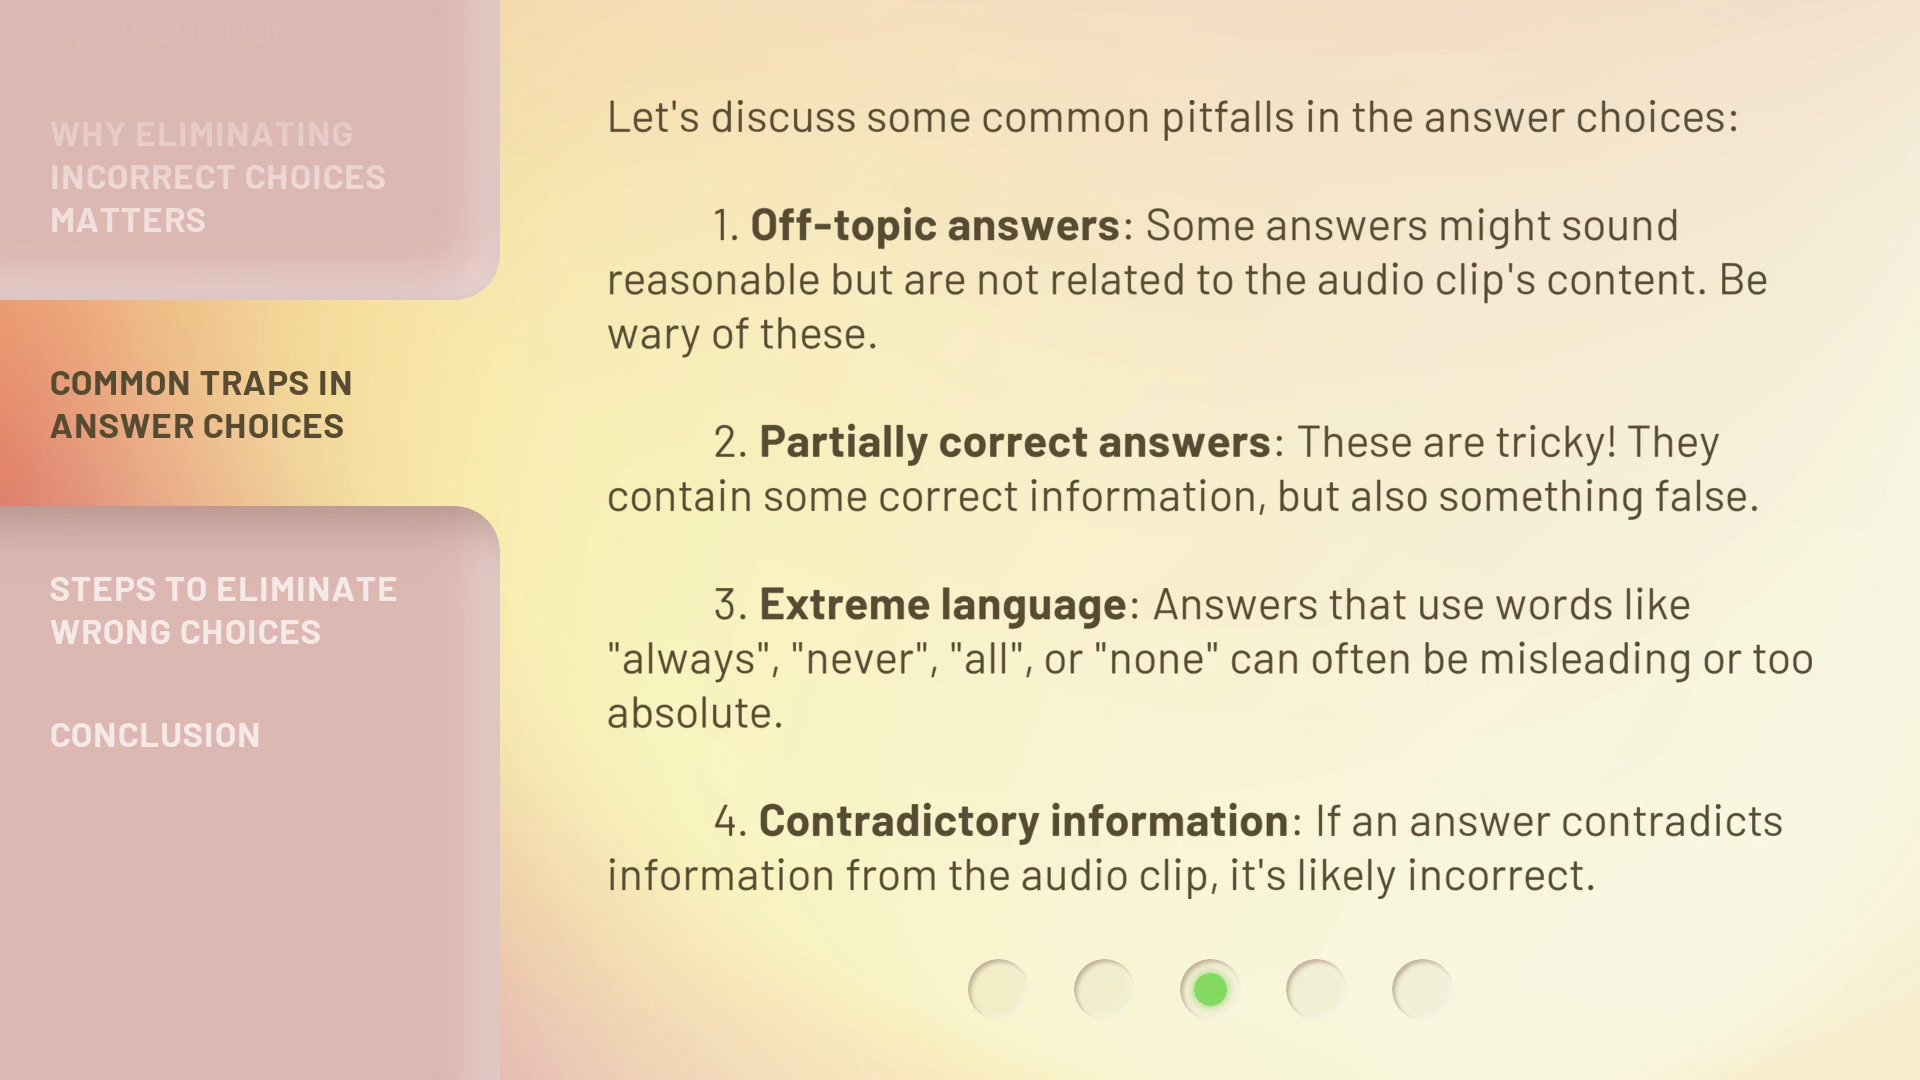 INTRODUCTION
WHY ELIMINATING
INCORRECT CHOICES
MATTERS
COMMON TRAPS IN
ANSWER CHOICES
STEPS TO ELIMINATE
WRONG CHOICES
CONCLUSION
Let's discuss some common pitfalls in the answer choices:
1. Off-topic answers: Some answers might sound
reasonable but are not related to the audio clip's content. Be
wary of these.
2. Partially correct answers: These are tricky! They
contain some correct information, but also something false.
3. Extreme language: Answers that use words like
"always", "never", "all", or "none" can often be misleading or too
absolute.
4. Contradictory information: If an answer contradicts
information from the audio clip, it's likely incorrect.